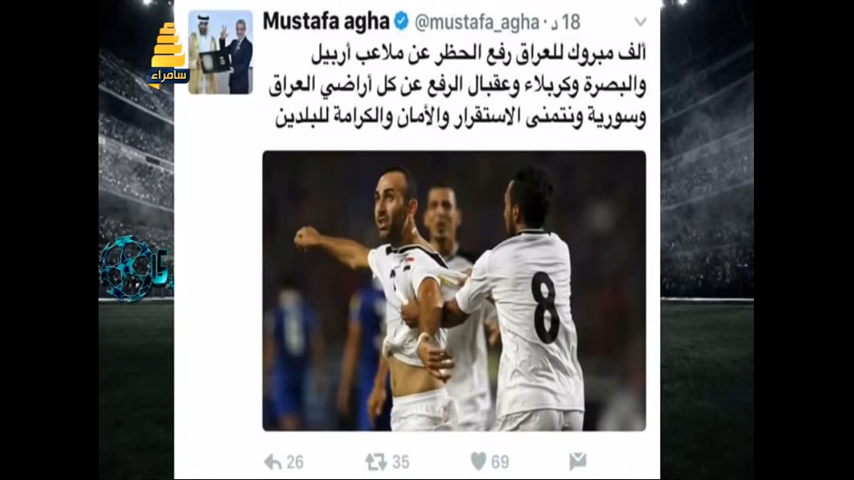 Mustafa agha @mustafa_agha · 18 د
ألف مبروك للعراق رفع الحظر عن ملاعب أربيل
والبصرة وكربلاء وعقبال الرفع عن كل أراضي العراق
وسورية ونتمنى الاستقرار والأمان والكرامة للبلدين
سامراء
8
26 35 69